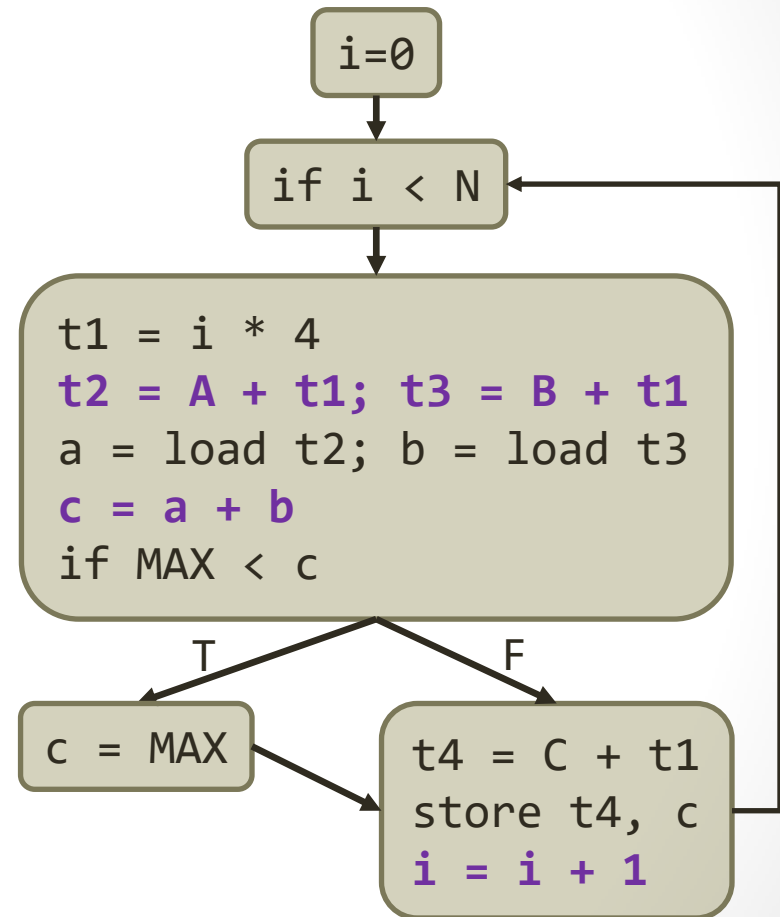 i=0
if i < N
t1 = i * 4
t2 = A + t1; t3 = B + t1
a = load t2; b = load t3
c = a + b
if MAX < c
T
F
c = MAX
t4 = C + t1
store t4, c
i = i + 1